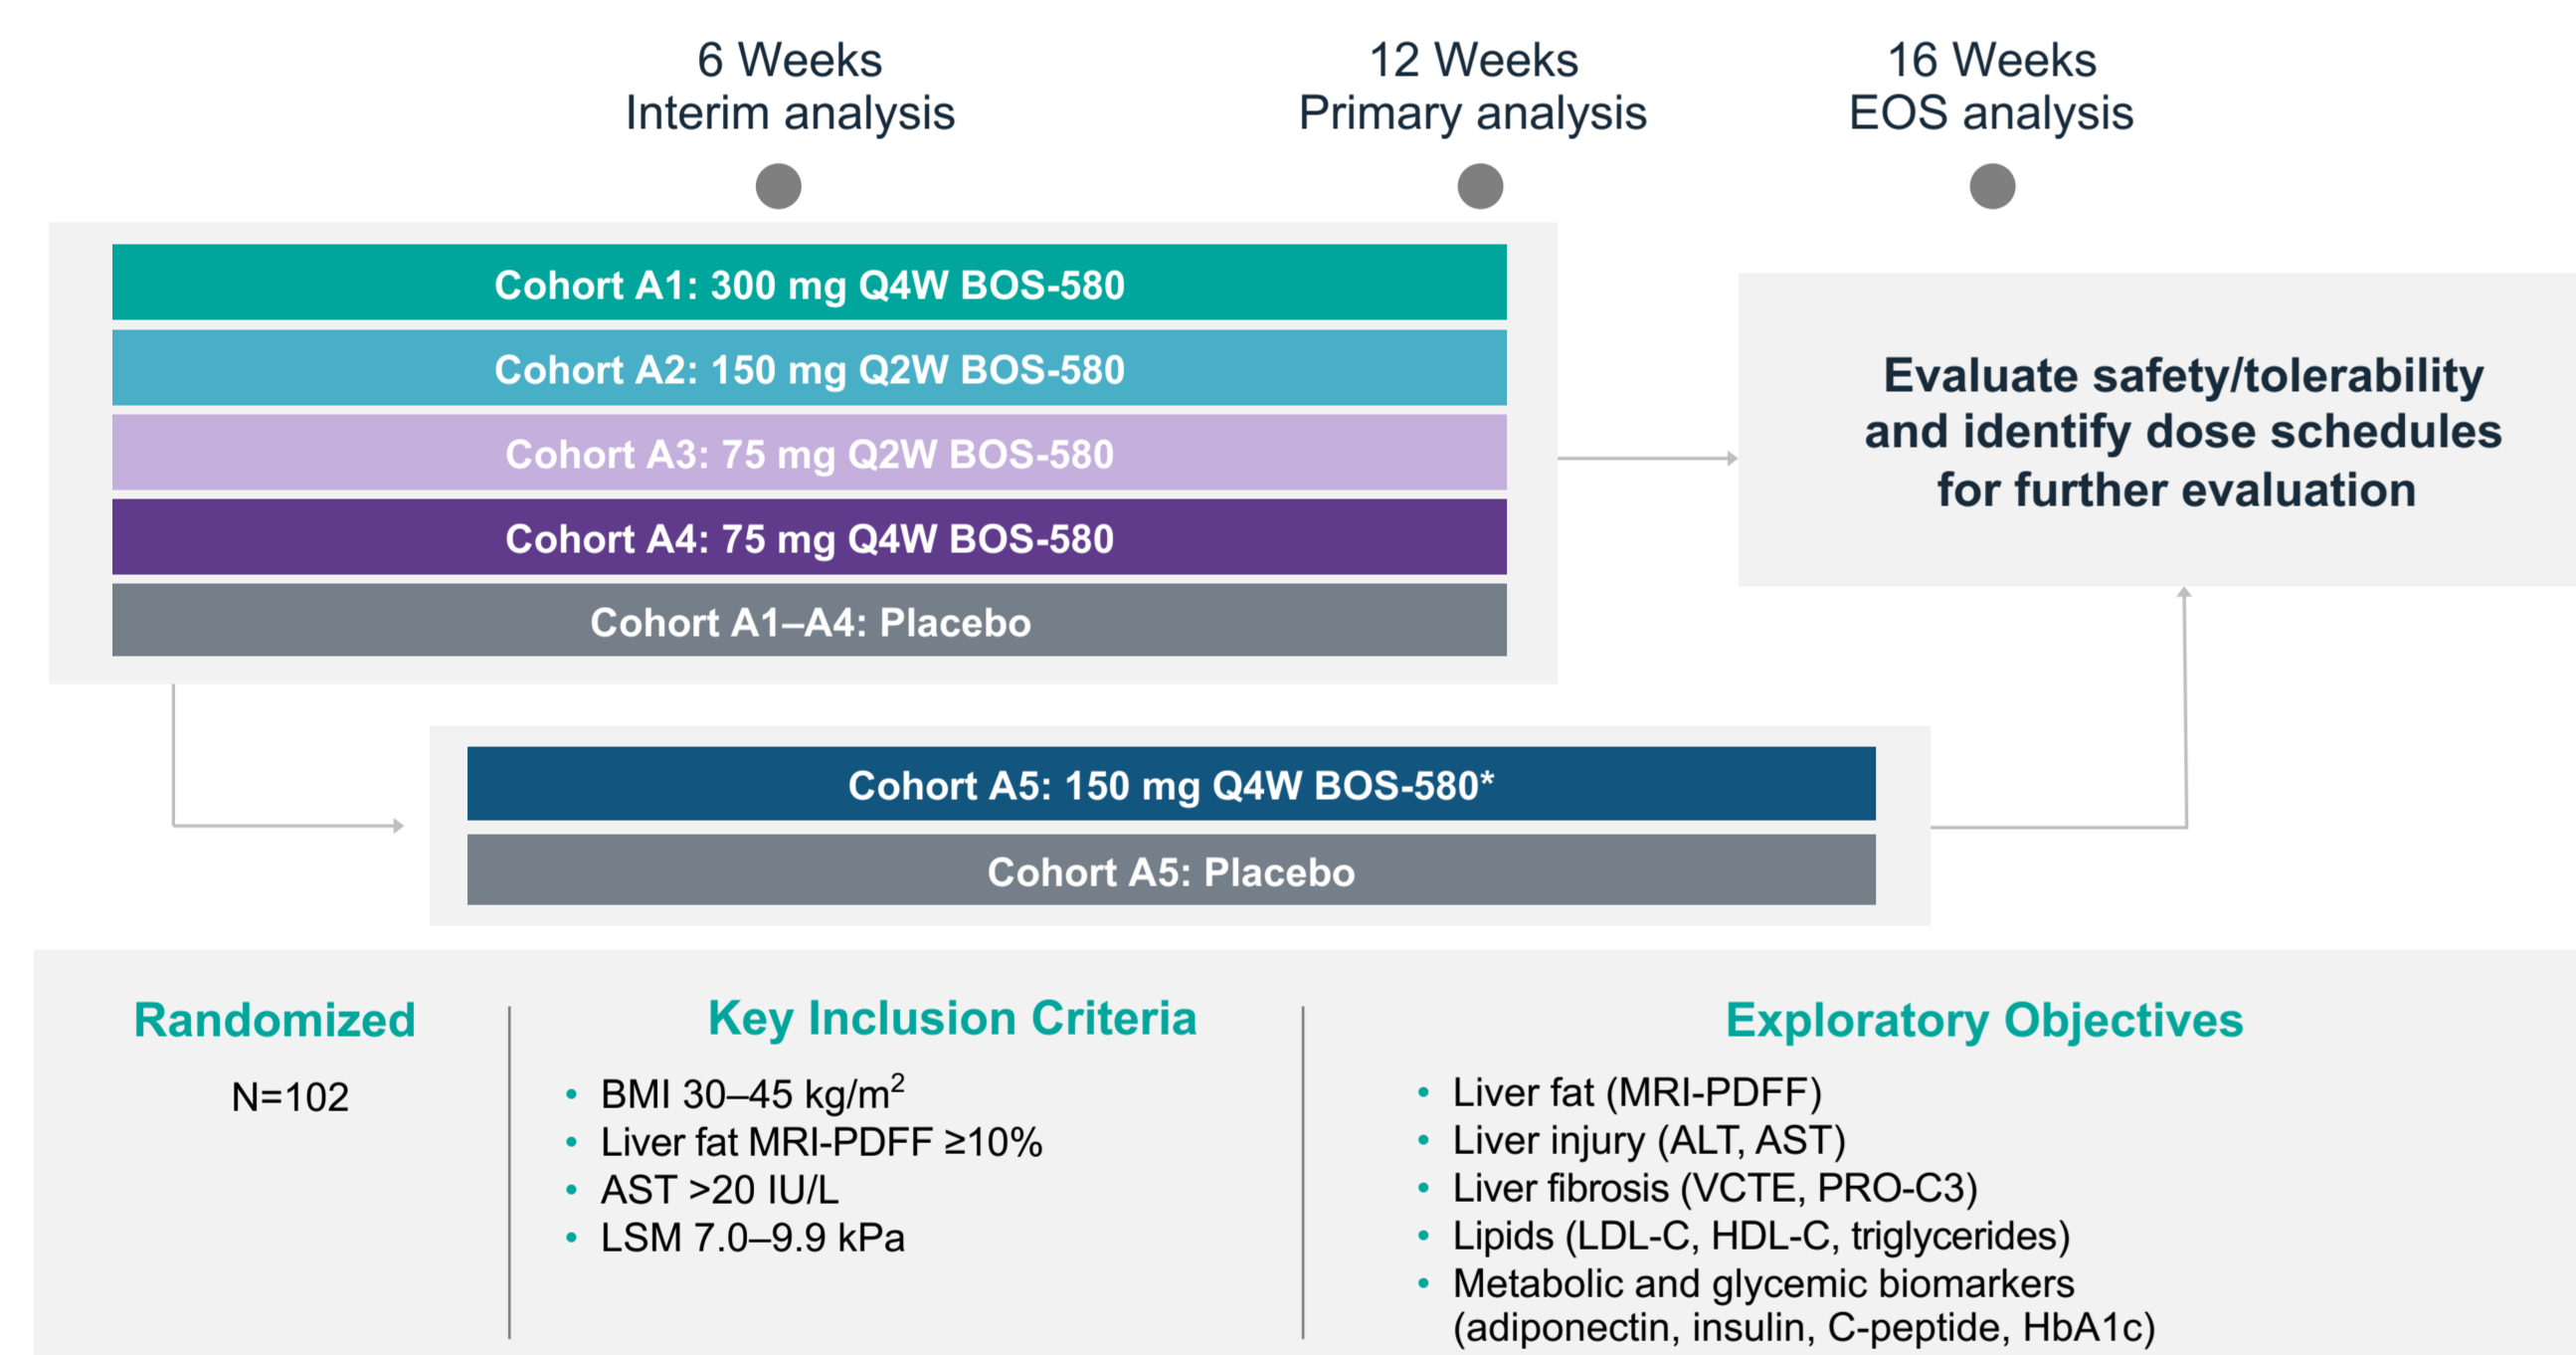 6 Weeks
Interim analysis
12 Weeks
Primary analysis
16 Weeks
EOS analysis
Cohort A1: 300 mg Q4W BOS-580
Cohort A2: 150 mg Q2W BOS-580
Cohort A3: 75 mg Q2W BOS-580
Cohort A4: 75 mg Q4W BOS-580
Cohort A1–A4: Placebo
Evaluate safety/tolerability
and identify dose schedules
for further evaluation
Cohort A5: 150 mg Q4W BOS-580*
Cohort A5: Placebo
Randomized
N=102
Key Inclusion Criteria
• BMI 30–45 kg/m²
• Liver fat MRI-PDFF ≥10%
• AST >20 IU/L
• LSM 7.0–9.9 kPa
Exploratory Objectives
• Liver fat (MRI-PDFF)
• Liver injury (ALT, AST)
• Liver fibrosis (VCTE, PRO-C3)
• Lipids (LDL-C, HDL-C, triglycerides)
• Metabolic and glycemic biomarkers
(adiponectin, insulin, C-peptide, HbA1c)